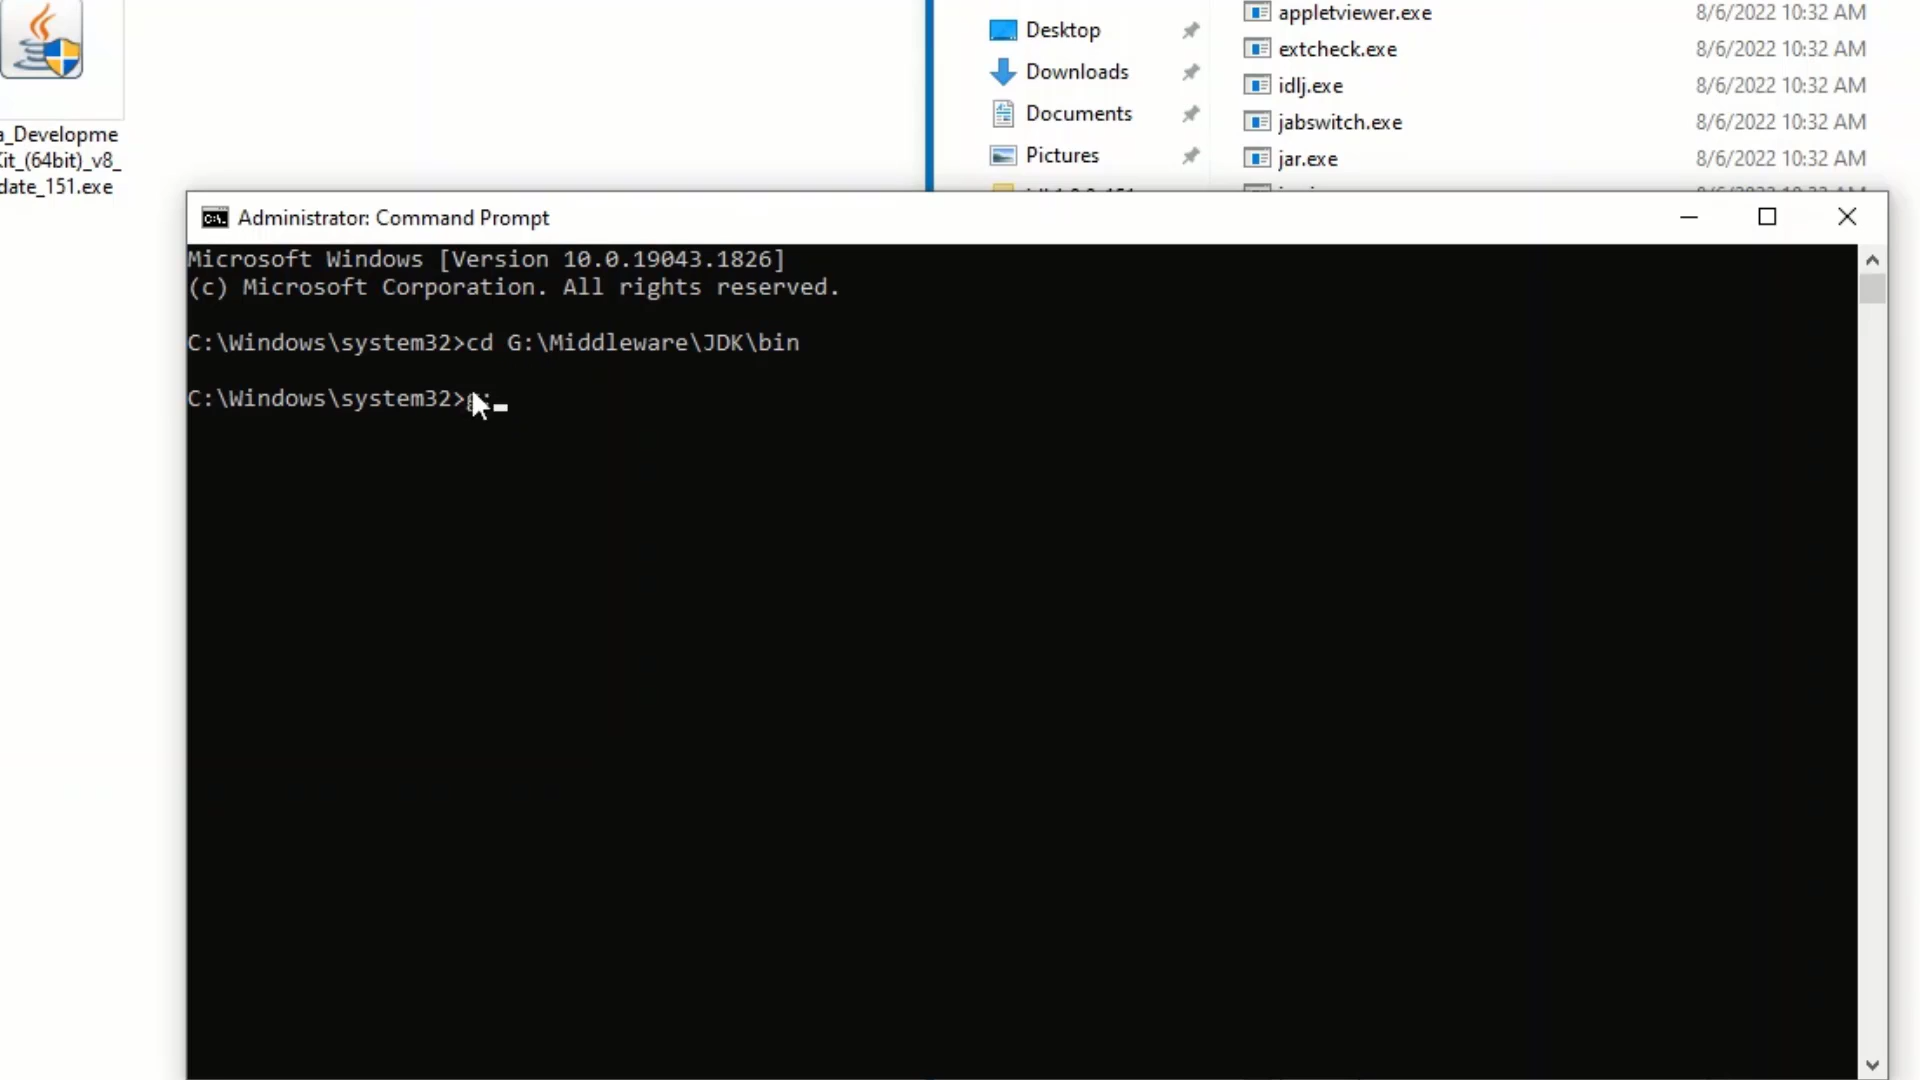 a_Developme
Kit_(64bit)_v8_
date_151.exe
Desktop
Downloads
Documents
Pictures
appletviewer.exe 8/6/2022 10:32 AM
extcheck.exe 8/6/2022 10:32 AM
idlj.exe 8/6/2022 10:32 AM
jabswitch.exe 8/6/2022 10:32 AM
jar.exe 8/6/2022 10:32 AM
Administrator: Command Prompt
Microsoft Windows [Version 10.0.19043.1826]
(c) Microsoft Corporation. All rights reserved.
C:\Windows\system32>cd G:\Middleware\JDK\bin
C:\Windows\system32>